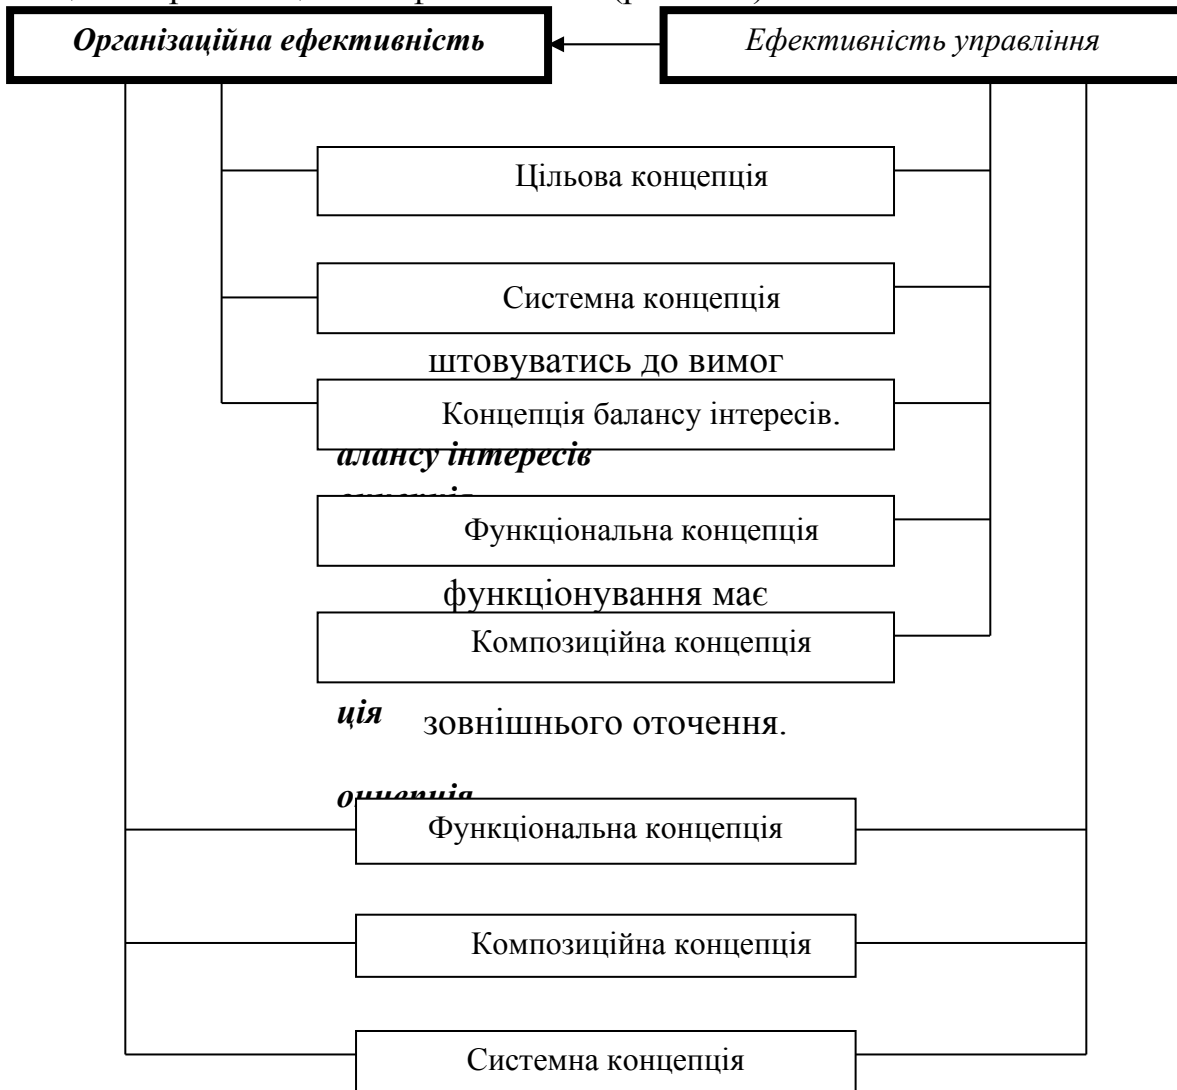 Організаційна ефективність
Ефективність управління
Цільова концепція
Системна концепція
штовуватись до вимог
Концепція балансу інтересів.
алансу інтересів
Функціональна концепція
функціонування має
Композиційна концепція
ція зовнішнього оточення.
онцепція
Функціональна концепція
Композиційна концепція
Системна концепція